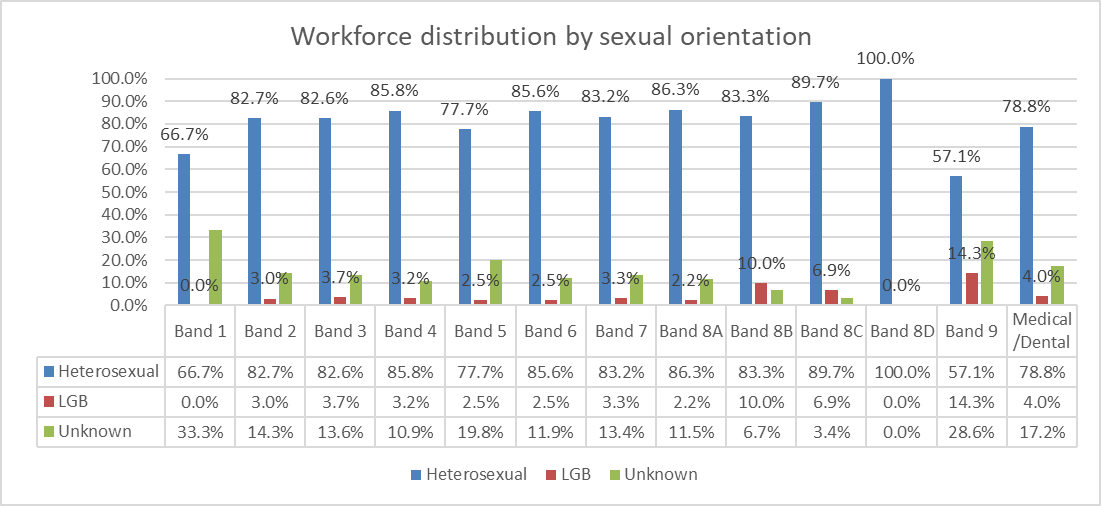 Workforce distribution by sexual orientation
100.0%
90.0%
80.0%
70.0%
60.0%
50.0%
40.0%
30.0%
20.0%
10.0%
0.0%
66.7% 82.7% 82.6% 85.8% 77.7% 85.6% 83.2% 86.3% 83.3% 89.7% 100.0% 57.1% 78.8%
0.0% 3.0% 3.7% 3.2% 2.5% 2.5% 3.3% 2.2% 10.0% 6.9% 0.0% 14.3% 4.0%
Band 1 Band 2 Band 3 Band 4 Band 5 Band 6 Band 7 Band 8A Band 8B Band 8C Band 8D Band 9 Medical
/Dental
Heterosexual 66.7% 82.7% 82.6% 85.8% 77.7% 85.6% 83.2% 86.3% 83.3% 89.7% 100.0% 57.1% 78.8%
LGB 0.0% 3.0% 3.7% 3.2% 2.5% 2.5% 3.3% 2.2% 10.0% 6.9% 0.0% 14.3% 4.0%
Unknown 33.3% 14.3% 13.6% 10.9% 19.8% 11.9% 13.4% 11.5% 6.7% 3.4% 0.0% 28.6% 17.2%
Heterosexual LGB Unknown